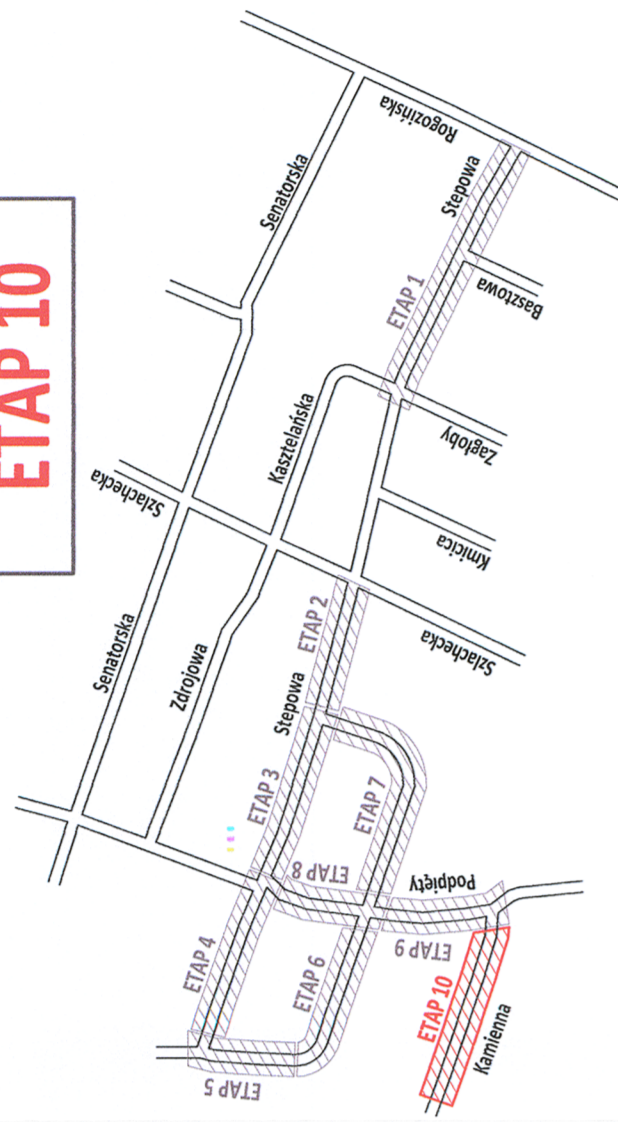 ETAP 10
Rogozińska
Senatorska
Stepowa
Basztowa
ETAP 1
Kasztelańska
Zagłoby
Szlachecka
Kmicica
Senatorska
Zdrojowa
ETAP 2
Szlachecka
Stepowa
ETAP 3
ETAP 7
ETAP 8
Podpięty
ETAP 4
ETAP 6
ETAP 9
ETAP 5
ETAP 10
Kamienna